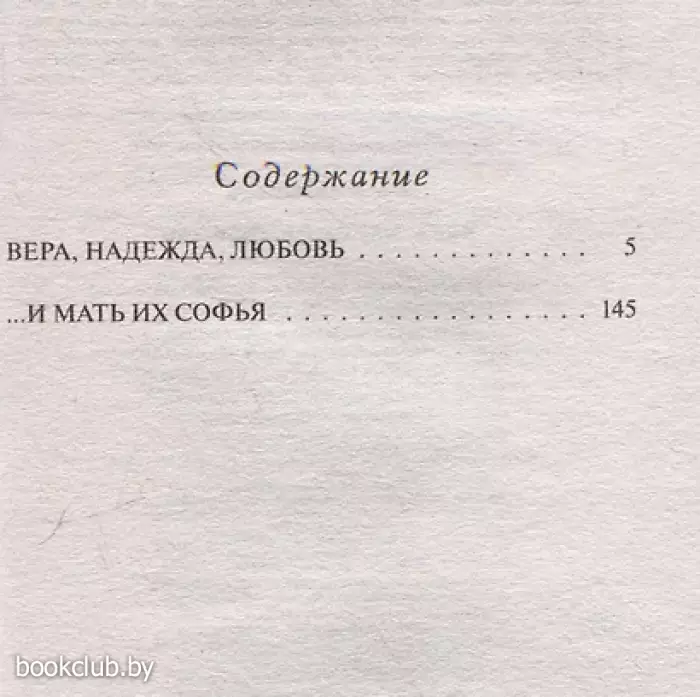 Содержание
ВЕРА, НАДЕЖДА, ЛЮБОВЬ . . . . . . . . . . . . . 5
...И МАТЬ ИХ СОФЬЯ . . . . . . . . . . . . . . . . . 145
bookclub.by